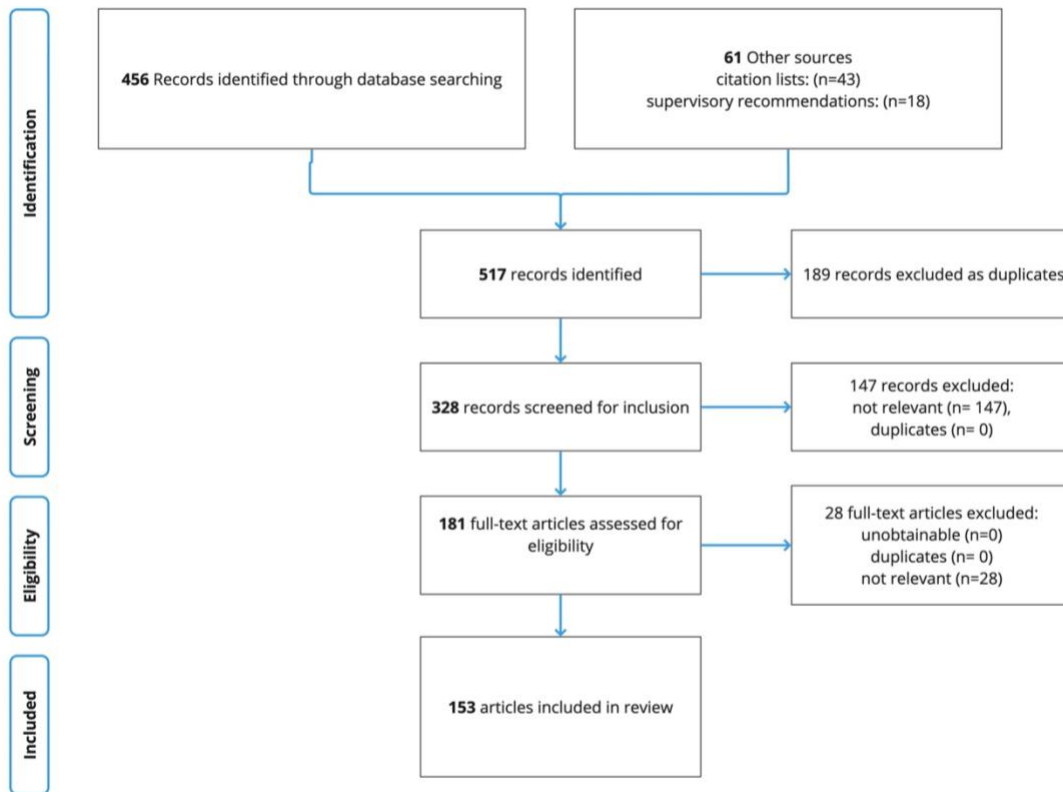 Identification
456 Records identified through database searching
61 Other sources
citation lists: (n=43)
supervisory recommendations: (n=18)
517 records identified
189 records excluded as duplicates
Screening
328 records screened for inclusion
147 records excluded:
not relevant (n= 147),
duplicates (n= 0)
Eligibility
181 full-text articles assessed for
eligibility
28 full-text articles excluded:
unobtainable (n=0)
duplicates (n= 0)
not relevant (n=28)
Included
153 articles included in review